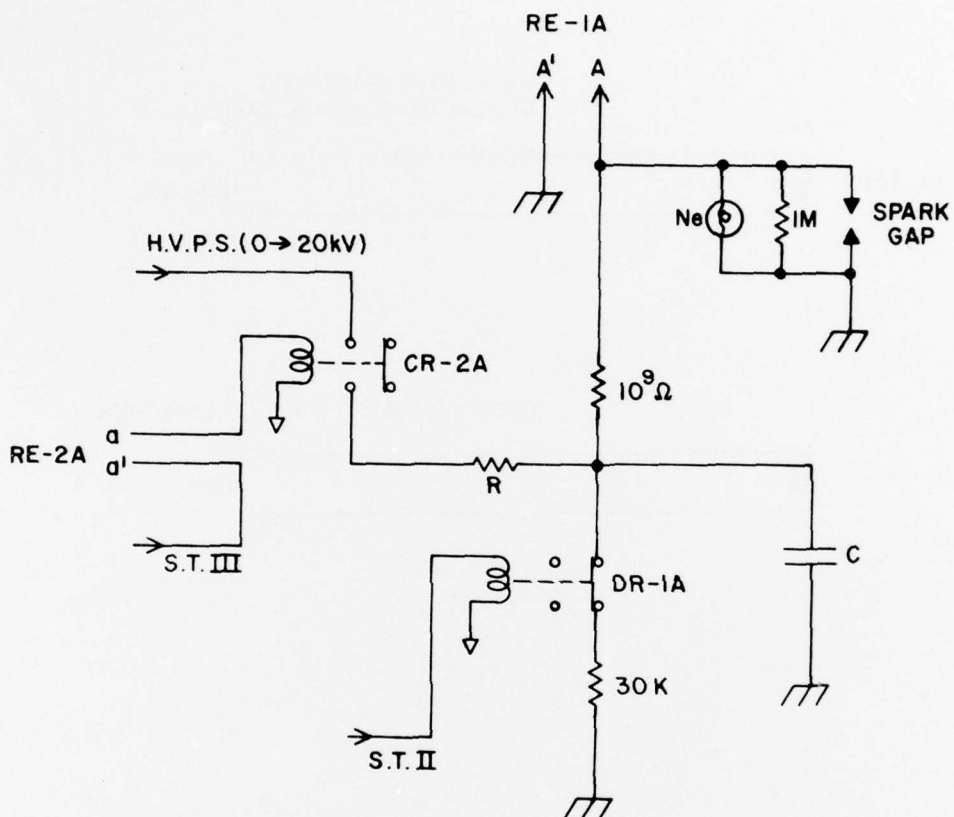 RE-1A
A' A
Ne
1M
SPARK
GAP
H.V.P.S. (0→20kV)
CR-2A
10⁹Ω
a
RE-2A
a'
R
S.T. III
DR-1A
C
30K
S.T. II